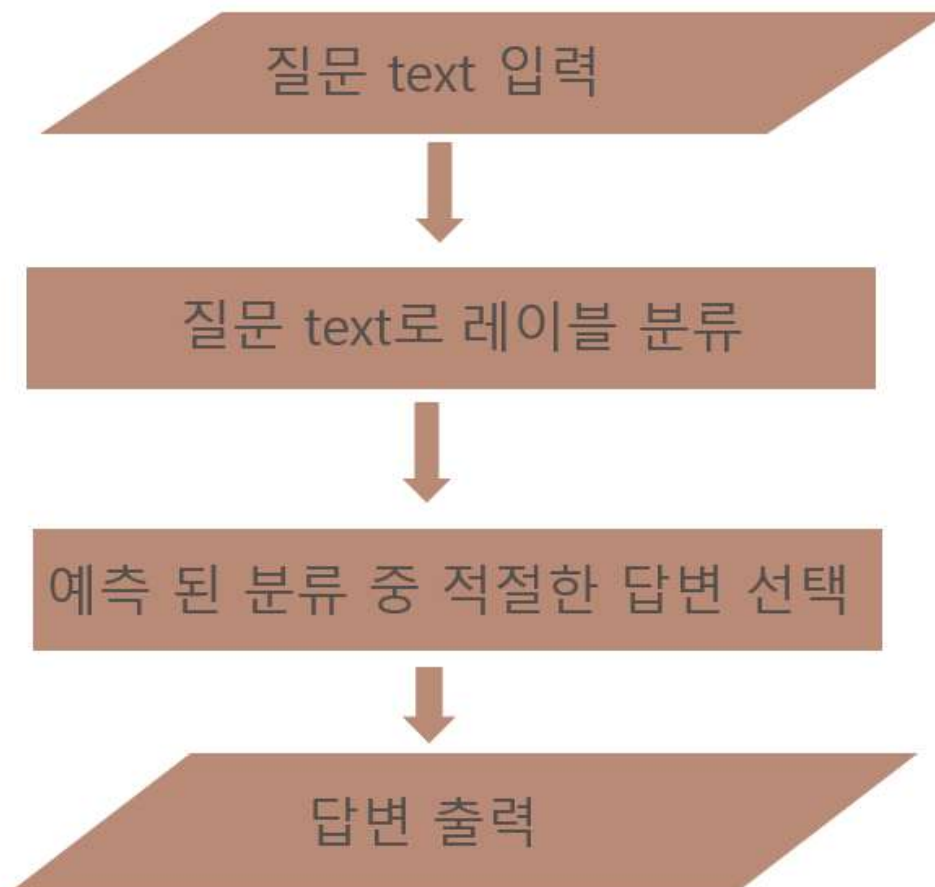 질문 text 입력
질문 text로 레이블 분류
예측 된 분류 중 적절한 답변 선택
답변 출력